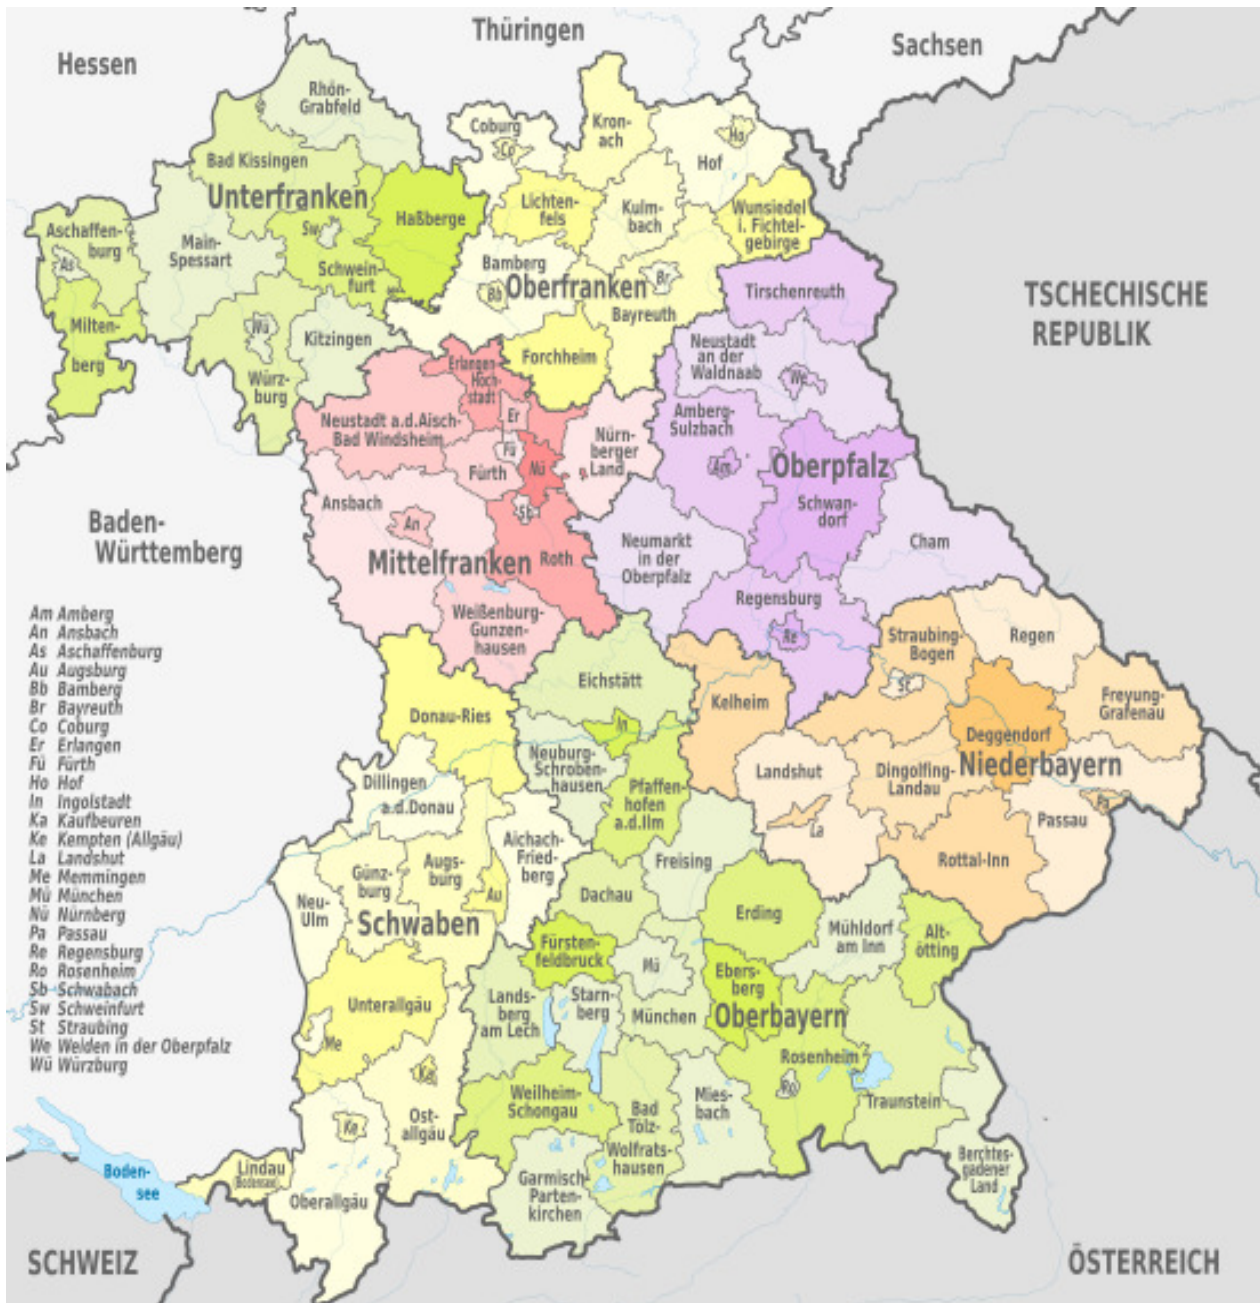 Hessen
Thüringen
Sachsen
Rhön-
Grabfeld
Coburg
Co
Kron-
ach
Ho
Hof
Bad Kissingen
Unterfranken
Haßberge
Lichten-
fels
Kulm-
bach
Wunsiedel
i. Fichtel-
gebirge
Aschaffen-
burg
As
Main-
Spessart
Sw
Schwein-
furt
Bamberg
Bb
Oberfranken
Br
Bayreuth
Tirschenreuth
TSCHECHISCHE
REPUBLIK
Milten-
berg
Wü
Würz-
burg
Kitzingen
Forchheim
Erlangen-
Höch-
stadt
Neustadt
an der
Waldnaab
We
Neustadt a.d.Aisch-
Bad Windsheim
Er
Fü
Fürth
Nü
Nürn-
berger
Land
Amberg-
Sulzbach
Am
Oberpfalz
Schwan-
dorf
Ansbach
An
Sb
Mittelfranken
Roth
Neumarkt
in der
Oberpfalz
Cham
Baden-
Württemberg
Weißenburg-
Gunzen-
hausen
Regensburg
Re
Straubing-
Bogen
St
Regen
Am Amberg
An Ansbach
As Aschaffenburg
Au Augsburg
Bb Bamberg
Br Bayreuth
Co Coburg
Er Erlangen
Fü Fürth
Ho Hof
In Ingolstadt
Ka Kaufbeuren
Ke Kempten (Allgäu)
La Landshut
Me Memmingen
Mü München
Nü Nürnberg
Pa Passau
Re Regensburg
Ro Rosenheim
Sb Schwabach
Sw Schweinfurt
St Straubing
We Weiden in der Oberpfalz
Wü Würzburg
Eichstätt
In
Kelheim
Freyung-
Grafenau
Deggendorf
Niederbayern
Donau-Ries
Neuburg-
Schroben-
hausen
Pfaffen-
hofen
a.d.Ilm
Landshut
La
Dingolfing-
Landau
Pa
Passau
Rottal-Inn
Dillingen
a.d.Donau
Aichach-
Fried-
berg
Freising
Günz-
burg
Augs-
burg
Au
Neu-
Ulm
Schwaben
Dachau
Erding
Mühldorf
am Inn
Alt-
ötting
Fürsten-
feldbruck
Mü
München
Ebers-
berg
Oberbayern
Unterallgäu
Me
Lands-
berg
am Lech
Starn-
berg
Rosenheim
Ro
Traunstein
Ka
Ost-
allgäu
Weilheim-
Schongau
Bad
Tölz-
Wolfrats-
hausen
Mies-
bach
Ke
Oberallgäu
Lindau
(Bodensee)
Boden-
see
Garmisch-
Parten-
kirchen
Berchtes-
gadener
Land
SCHWEIZ
ÖSTERREICH